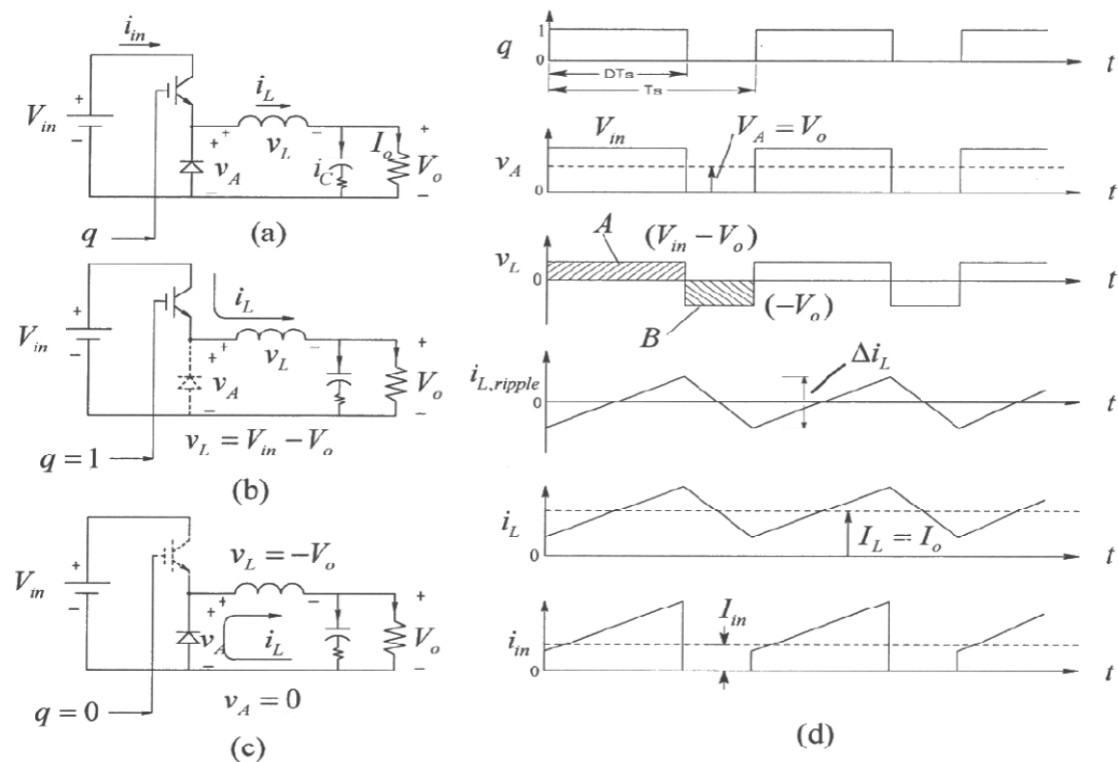 i_in
+
V_in
-
i_L
+
+
-
v_L
v_A
-
i_C
I_o
+
V_o
-
q
(a)
i_L
+
V_in
-
+
+
-
v_L
v_A
-
+
V_o
-
v_L = V_in - V_o
q = 1
(b)
v_L = -V_o
+
V_in
-
+
+
-
v_A
-
i_L
+
V_o
-
q = 0
v_A = 0
(c)
q
1
0
DTs
Ts
t
V_in
V_A = V_o
v_A
0
t
A
(V_in - V_o)
v_L
0
(-V_o)
B
t
i_L,ripple
0
Δi_L
t
i_L
0
I_L = I_o
t
I_in
i_in
0
t
(d)